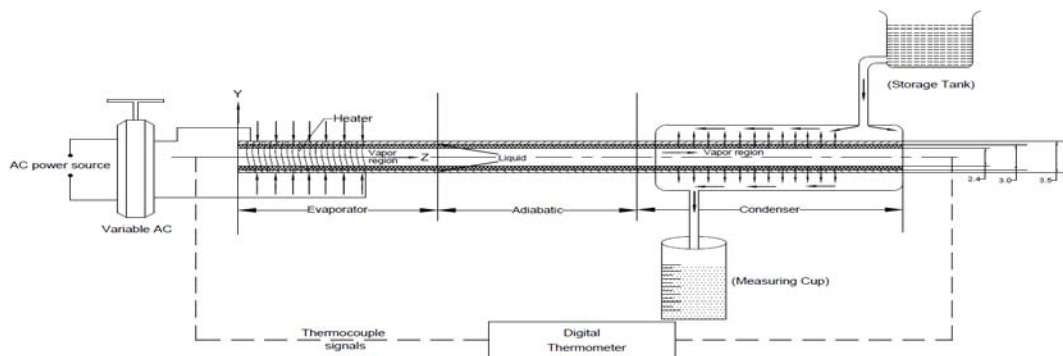 (Storage Tank)
Y
Heater
AC power source
Vapor
region
Z
Liquid
Vapor region
2.4
3.0
3.5
Evaporator
Adiabatic
Condenser
Variable AC
(Measuring Cup)
Thermocouple
signals
Digital
Thermometer